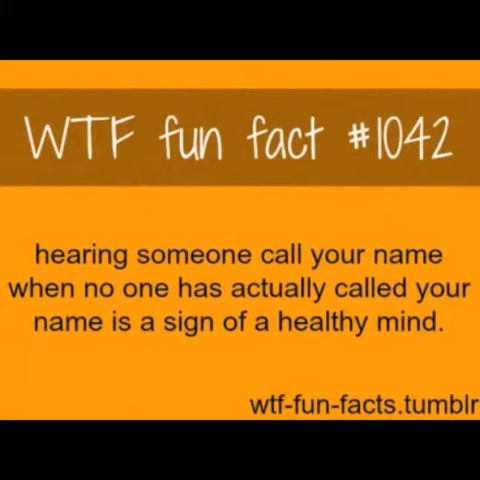 WTF fun fact #1042
hearing someone call your name
when no one has actually called your
name is a sign of a healthy mind.
wtf-fun-facts.tumblr